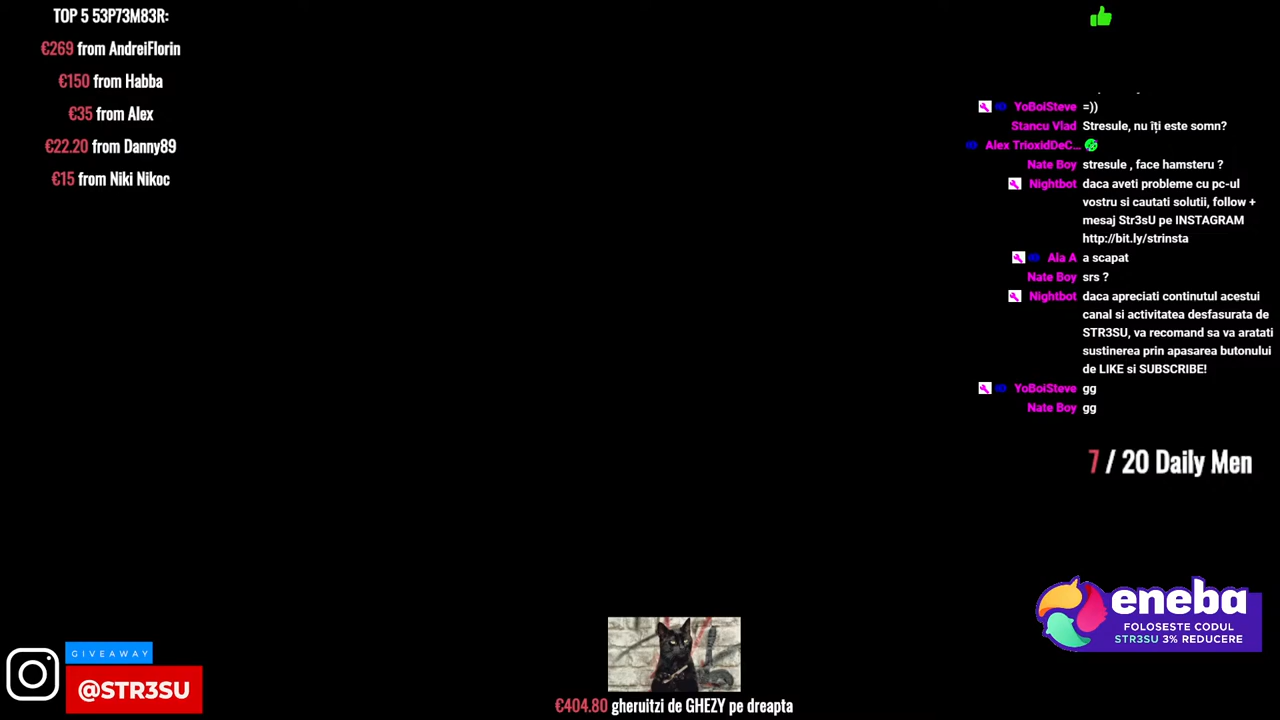 TOP 5 53P73M83R:
€269 from AndreiFlorin
€150 from Habba
€35 from Alex
€22.20 from Danny89
€15 from Niki Nikoc
YoBoiSteve =))
Stancu Vlad Stresule, nu îți este somn?
Alex TrioxidDeC...
Nate Boy stresule , face hamsteru ?
Nightbot daca aveti probleme cu pc-ul
vostru si cautati solutii, follow +
mesaj Str3sU pe INSTAGRAM
http://bit.ly/strinsta
Aia A a scapat
Nate Boy srs ?
Nightbot daca apreciati continutul acestui
canal si activitatea desfasurata de
STR3SU, va recomand sa va aratati
sustinerea prin apasarea butonului
de LIKE si SUBSCRIBE!
YoBoiSteve gg
Nate Boy gg
7 / 20 Daily Men
eneba
FOLOSESTE CODUL
STR3SU 3% REDUCERE
GIVEAWAY
@STR3SU
€404.80 gheruitzi de GHEZY pe dreapta